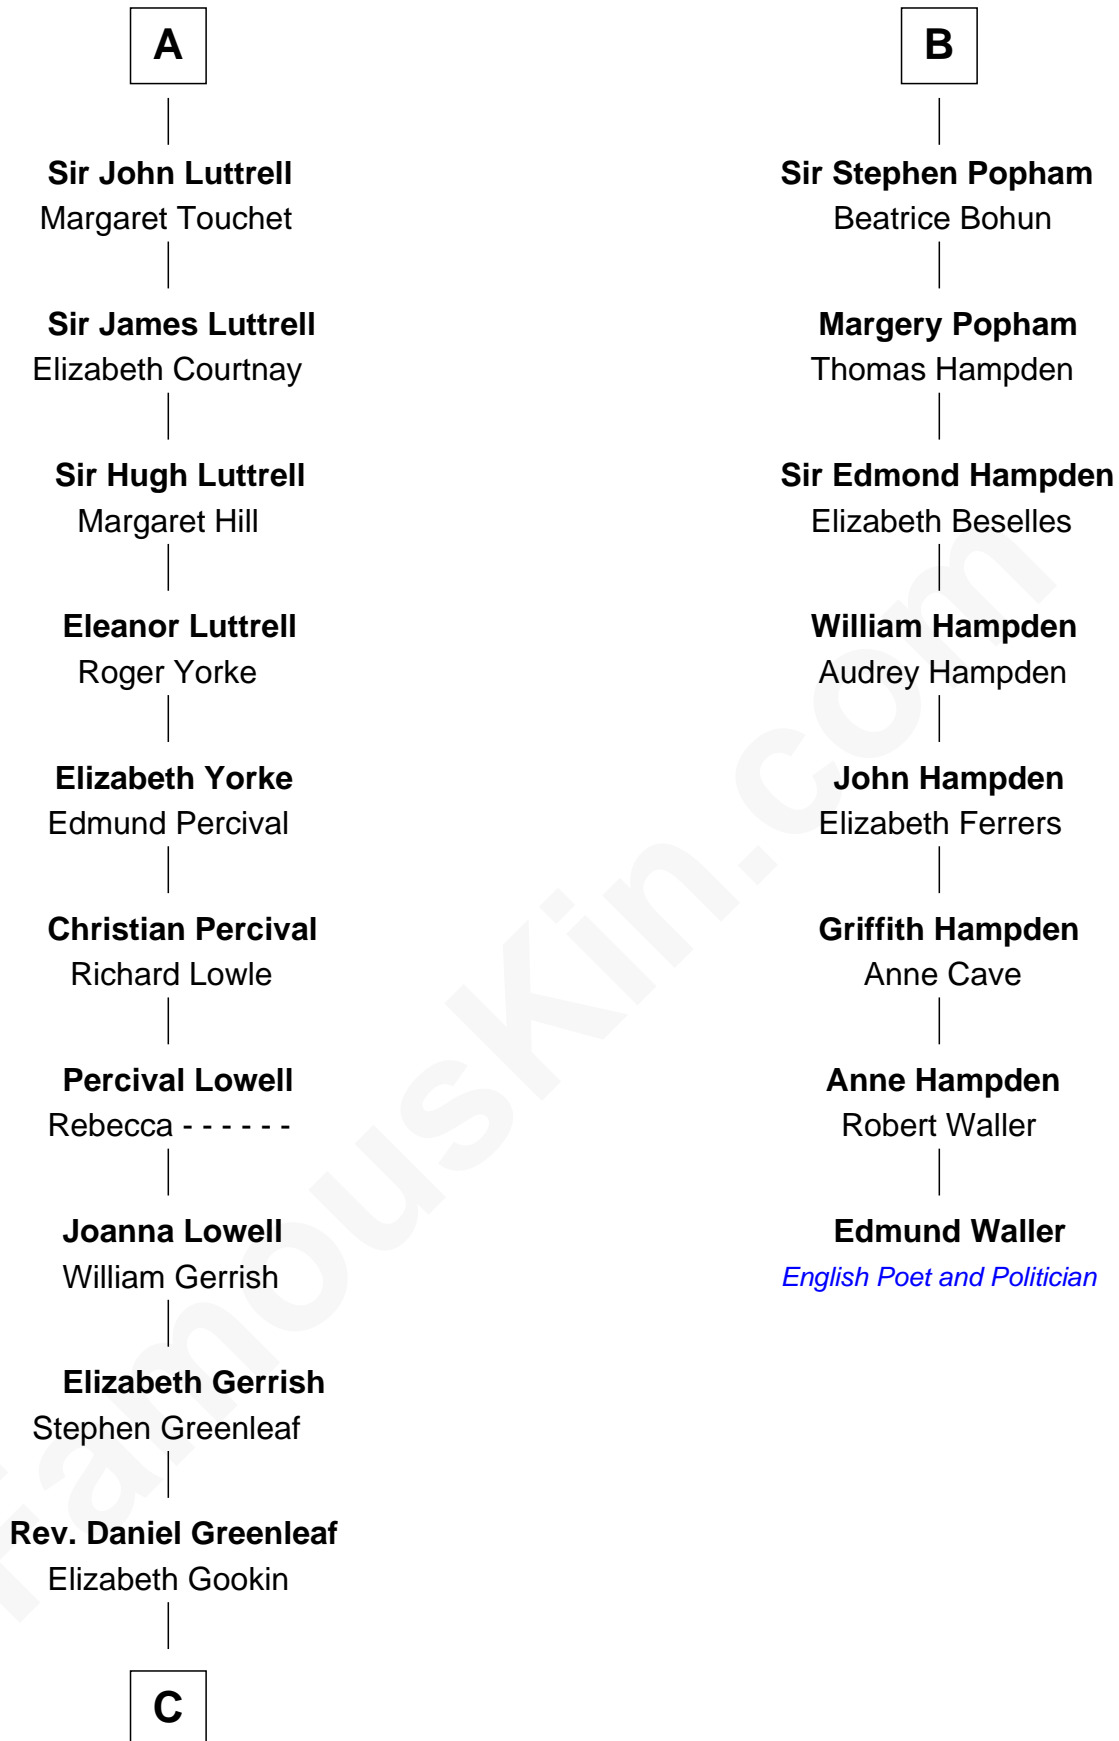 A
Sir John Luttrell
Margaret Touchet
Sir James Luttrell
Elizabeth Courtnay
Sir Hugh Luttrell
Margaret Hill
Eleanor Luttrell
Roger Yorke
Elizabeth Yorke
Edmund Percival
Christian Percival
Richard Lowle
Percival Lowell
Rebecca - - - - - -
Joanna Lowell
William Gerrish
Elizabeth Gerrish
Stephen Greenleaf
Rev. Daniel Greenleaf
Elizabeth Gookin
C
B
Sir Stephen Popham
Beatrice Bohun
Margery Popham
Thomas Hampden
Sir Edmond Hampden
Elizabeth Beselles
William Hampden
Audrey Hampden
John Hampden
Elizabeth Ferrers
Griffith Hampden
Anne Cave
Anne Hampden
Robert Waller
Edmund Waller
English Poet and Politician
FamousKin.com